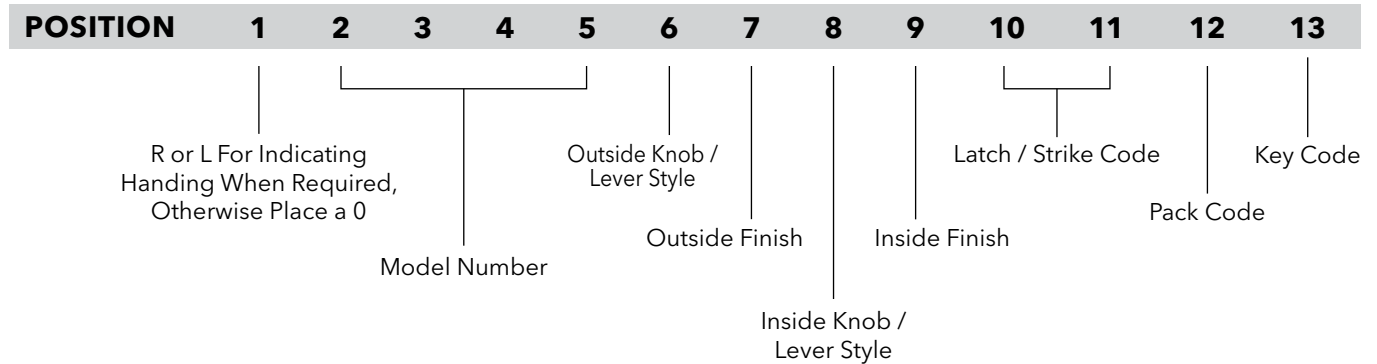 POSITION 1 2 3 4 5 6 7 8 9 10 11 12 13
R or L For Indicating
Handing When Required,
Otherwise Place a 0
Model Number
Outside Knob /
Lever Style
Outside Finish
Inside Knob /
Lever Style
Inside Finish
Latch / Strike Code
Pack Code
Key Code